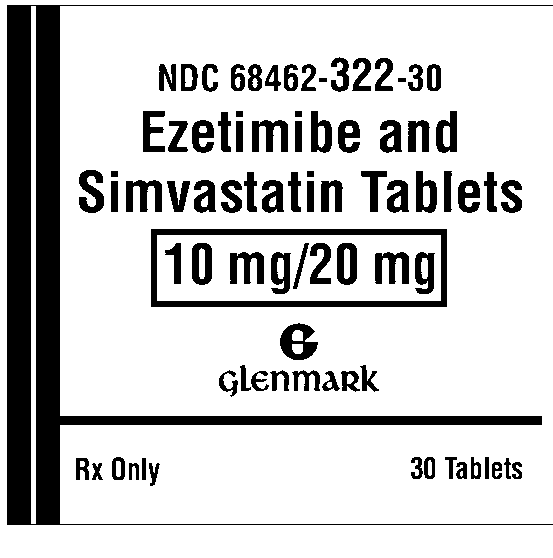 NDC 68462-322-30
Ezetimibe and
Simvastatin Tablets
10 mg/20 mg
G
glenmark
Rx Only 30 Tablets